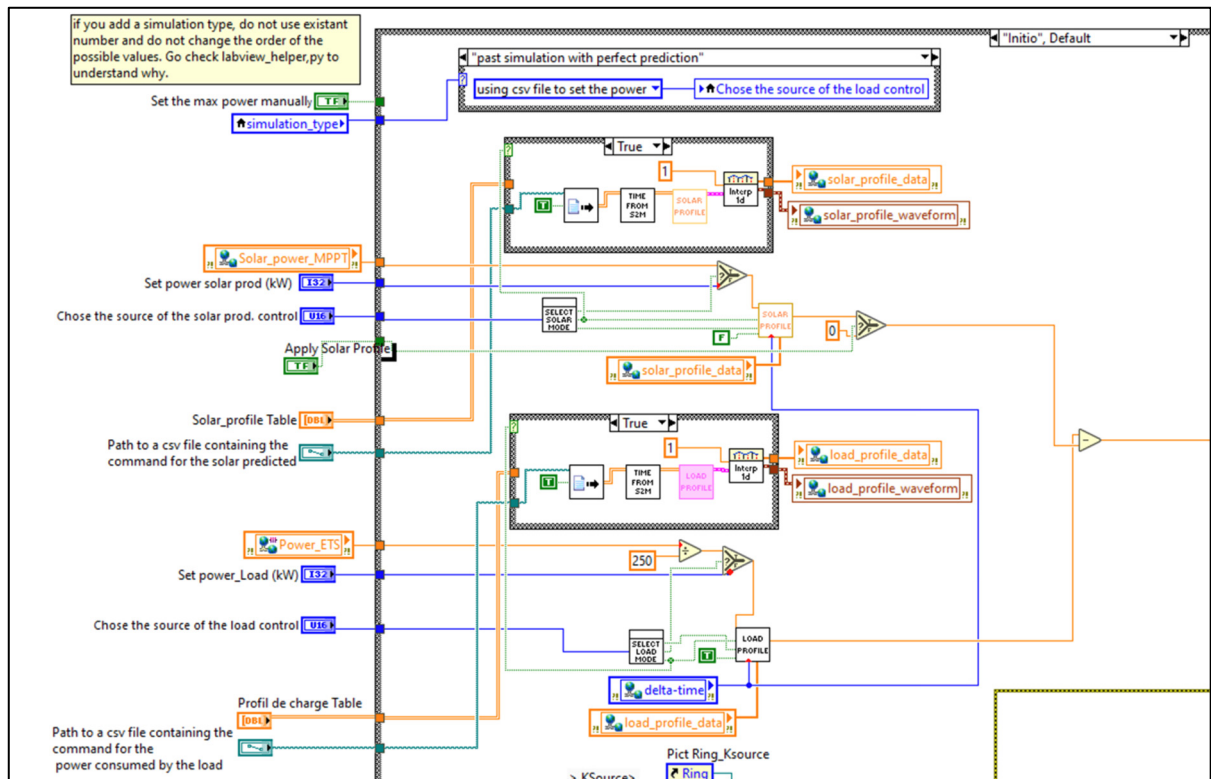 if you add a simulation type, do not use existant
number and do not change the order of the
possible values. Go check labview_helper,py to
understand why.
"Initio", Default
"past simulation with perfect prediction"
using csv file to set the power
Chose the source of the load control
Set the max power manually
TF
simulation_type
True
1
T
TIME
FROM
S2M
SOLAR
PROFILE
Interp
1d
solar_profile_data
solar_profile_waveform
Solar_power_MPPT
Set power solar prod (kW)
I32
Chose the source of the solar prod. control
U16
SELECT
SOLAR
MODE
SOLAR
PROFILE
F
0
Apply Solar Profile
TF
solar_profile_data
Solar_profile Table
[DBL]
Path to a csv file containing the
command for the solar predicted
True
1
T
TIME
FROM
S2M
LOAD
PROFILE
Interp
1d
load_profile_data
load_profile_waveform
Power_ETS
250
Set power_Load (kW)
I32
Chose the source of the load control
U16
SELECT
LOAD
MODE
T
LOAD
PROFILE
delta-time
load_profile_data
Profil de charge Table
[DBL]
Path to a csv file containing the
command for the
power consumed by the load
Pict Ring_Ksource
Ring
> KSource>